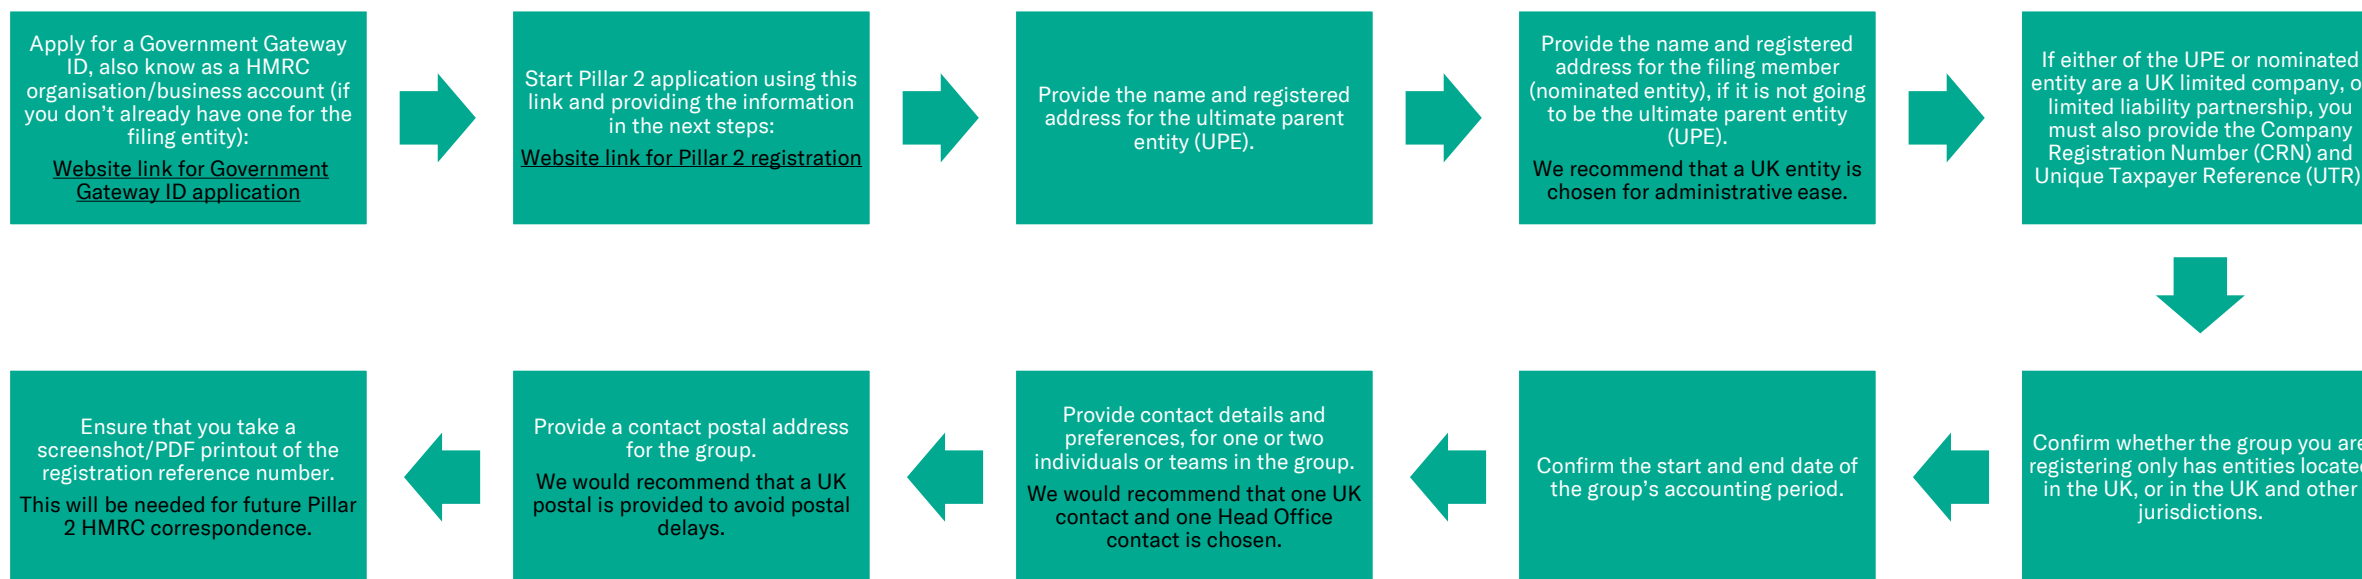 Apply for a Government Gateway
ID, also know as a HMRC
organisation/business account (if
you don't already have one for the
filing entity):
Website link for Government
Gateway ID application
Start Pillar 2 application using this
link and providing the information
in the next steps:
Website link for Pillar 2 registration
Provide the name and registered
address for the ultimate parent
entity (UPE).
Provide the name and registered
address for the filing member
(nominated entity), if it is not going
to be the ultimate parent entity
(UPE).
We recommend that a UK entity is
chosen for administrative ease.
If either of the UPE or nominated
entity are a UK limited company, o
limited liability partnership, you
must also provide the Company
Registration Number (CRN) and
Unique Taxpayer Reference (UTR)
Confirm whether the group you are
registering only has entities located
in the UK, or in the UK and other
jurisdictions.
Confirm the start and end date of
the group's accounting period.
Provide contact details and
preferences, for one or two
individuals or teams in the group.
We would recommend that one UK
contact and one Head Office
contact is chosen.
Provide a contact postal address
for the group.
We would recommend that a UK
postal is provided to avoid postal
delays.
Ensure that you take a
screenshot/PDF printout of the
registration reference number.
This will be needed for future Pillar
2 HMRC correspondence.